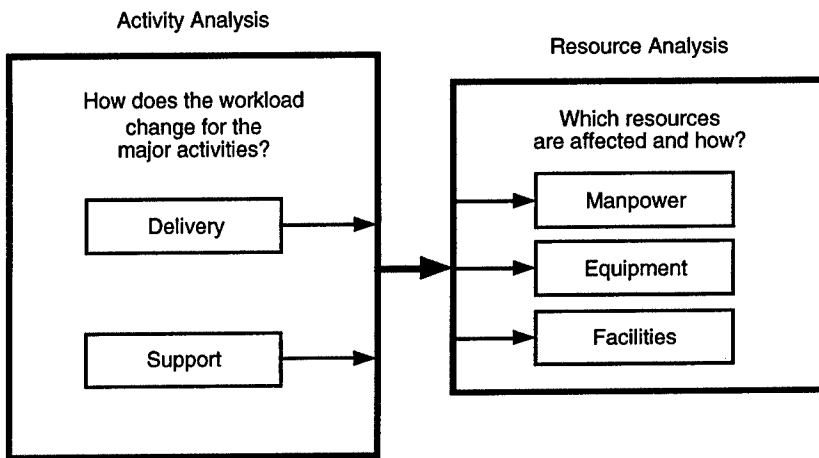 Activity Analysis
How does the workload
change for the
major activities?
Delivery
Support
Resource Analysis
Which resources
are affected and how?
Manpower
Equipment
Facilities